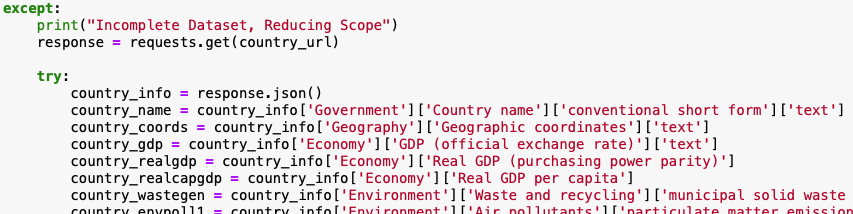 except:
print("Incomplete Dataset, Reducing Scope")
response = requests.get(country_url)
try:
country_info = response.json()
country_name = country_info['Government']['Country name']['conventional short form']['text']
country_coords = country_info['Geography']['Geographic coordinates']['text']
country_gdp = country_info['Economy']['GDP (official exchange rate)']['text']
country_realgdp = country_info['Economy']['Real GDP (purchasing power parity)']
country_realcapgdp = country_info['Economy']['Real GDP per capita']
country_wastegen = country_info['Environment']['Waste and recycling']['municipal solid waste
country_envpoll1 = country_info['Environment']['Air pollutants']['particulate matter emission